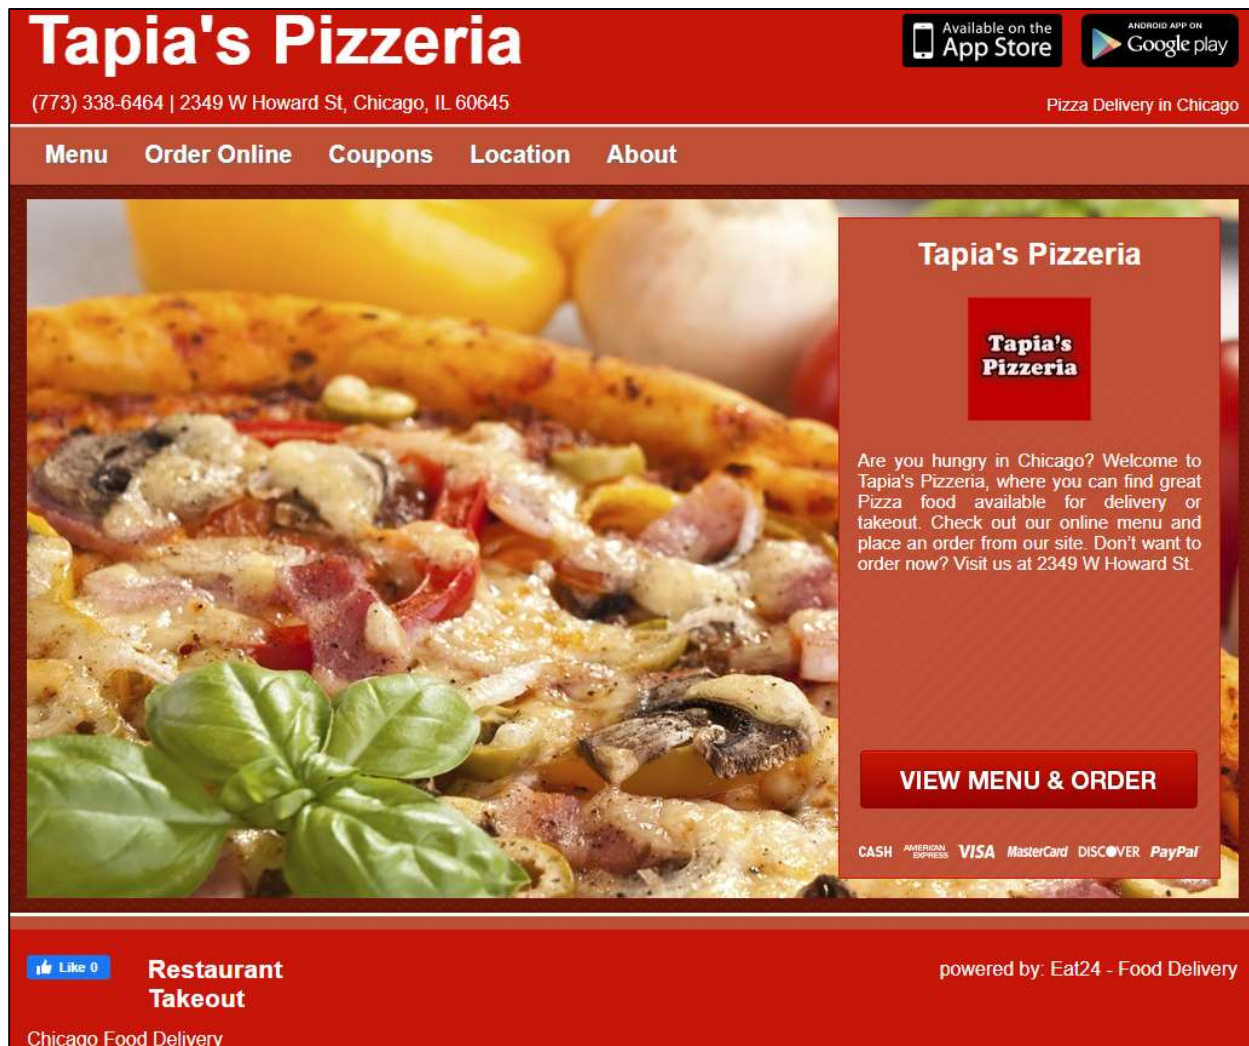 Tapia's Pizzeria
Available on the
App Store
ANDROID APP ON
Google play
(773) 338-6464 | 2349 W Howard St, Chicago, IL 60645
Pizza Delivery in Chicago
Menu Order Online Coupons Location About
Tapia's Pizzeria
Tapia's
Pizzeria
Are you hungry in Chicago? Welcome to
Tapia's Pizzeria, where you can find great
Pizza food available for delivery or
takeout. Check out our online menu and
place an order from our site. Don't want to
order now? Visit us at 2349 W Howard St.
VIEW MENU & ORDER
CASH AMERICAN EXPRESS VISA MasterCard DISCOVER PayPal
Like 0
Restaurant
Takeout
powered by: Eat24 - Food Delivery
Chicago Food Delivery